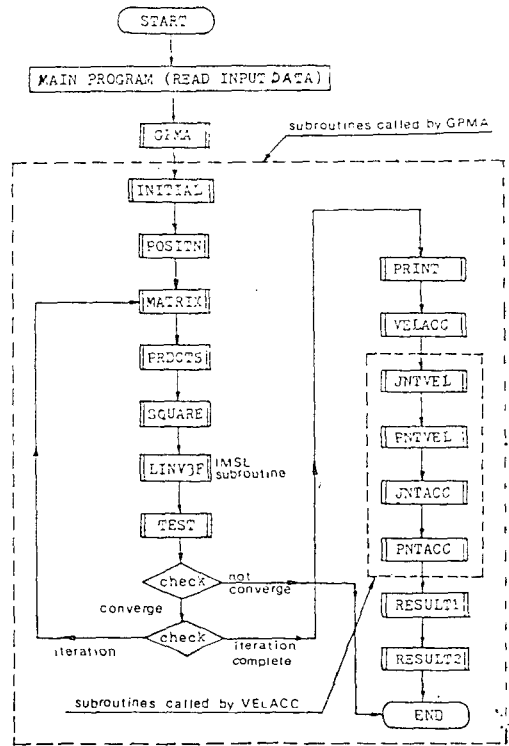 START
MAIN PROGRAM (READ INPUT DATA)
GPMA
subroutines called by GPMA
INITIAL
POSITN
MATRIX
PRDCTS
SQUARE
LINV3F
IMSL
subroutine
TEST
check
not
converge
converge
check
iteration
iteration
complete
PRINT
VELACC
JNTVEL
PNTVEL
JNTACC
PNTACC
RESULT1
RESULT2
subroutines called by VELACC
END